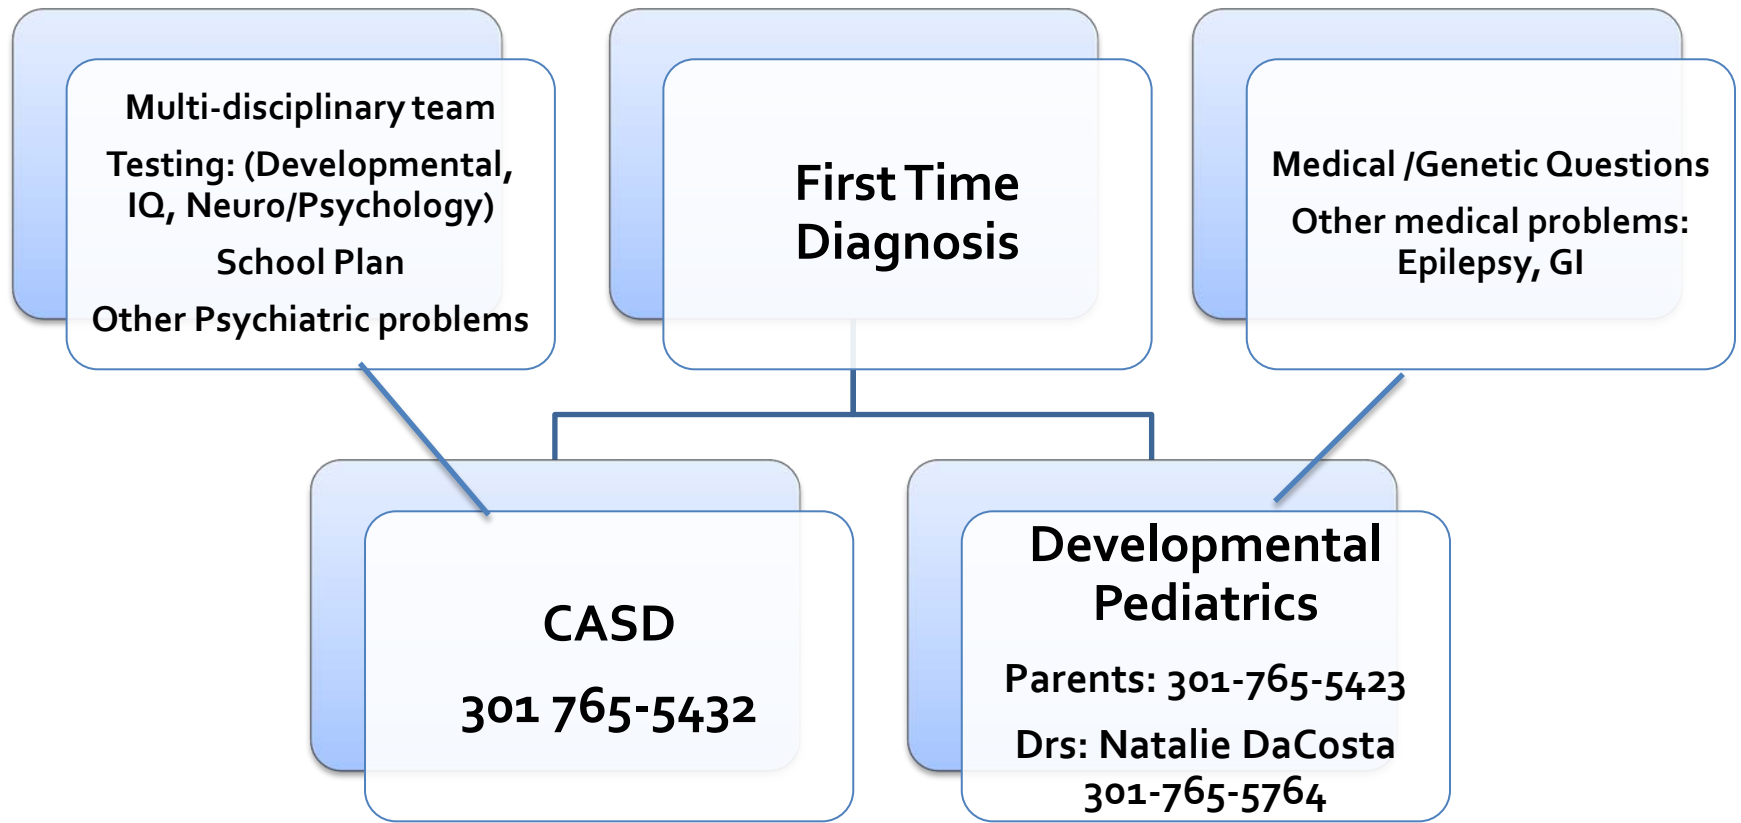 Multi-disciplinary team
Testing: (Developmental,
IQ, Neuro/Psychology)
School Plan
Other Psychiatric problems
First Time
Diagnosis
Medical /Genetic Questions
Other medical problems:
Epilepsy, GI
CASD
301 765-5432
Developmental
Pediatrics
Parents: 301-765-5423
Drs: Natalie DaCosta
301-765-5764